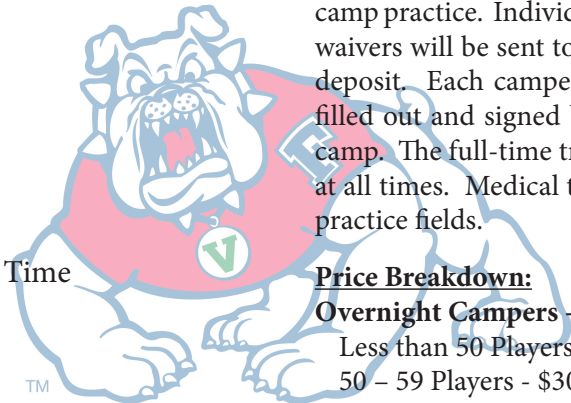 camp practice. Individ
waivers will be sent to
deposit. Each campe
filled out and signed
camp. The full-time tr
at all times. Medical t
practice fields.
Time
Price Breakdown:
Overnight Campers -
Less than 50 Players
50 – 59 Players - $30
F
V
TM